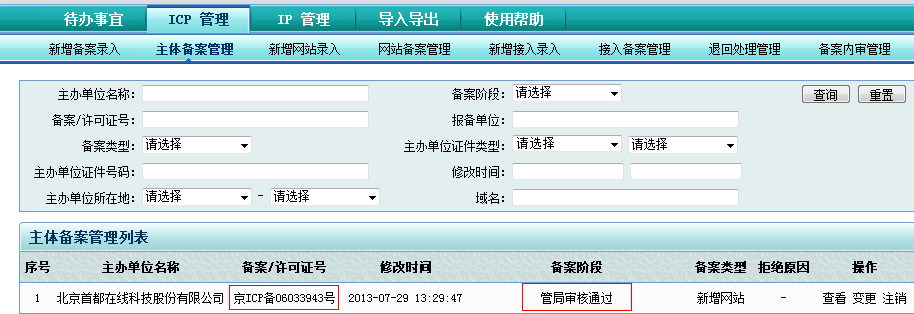 待办事宜 ICP 管理 IP 管理 导入导出 使用帮助
新增备案录入 主体备案管理 新增网站录入 网站备案管理 新增接入录入 接入备案管理 退回处理管理 备案内审管理
主办单位名称： 备案阶段： 请选择 查询 重置
备案/许可证号： 报备单位：
备案类型： 请选择 主办单位证件类型： 请选择 请选择
主办单位证件号码： 修改时间：
主办单位所在地： 请选择 - 请选择 域名：
主体备案管理列表
序号 主办单位名称 备案/许可证号 修改时间 备案阶段 备案类型 拒绝原因 操作
1 北京首都在线科技股份有限公司 京ICP备06033943号 2013-07-29 13:29:47 管局审核通过 新增网站 - 查看 变更 注销